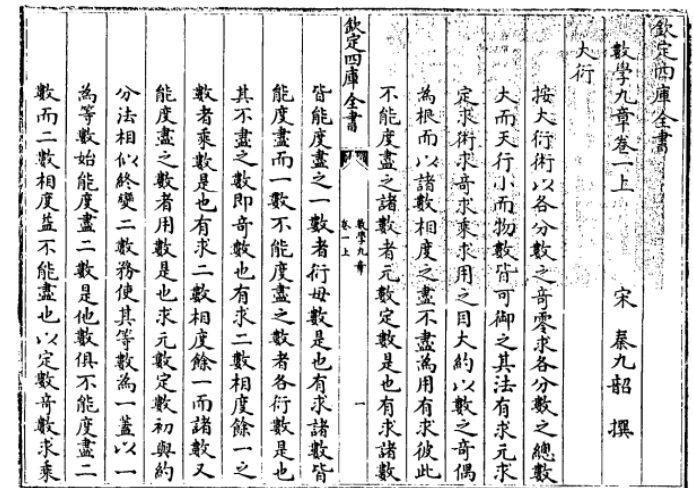 欽定四庫全書
數學九章卷一上
宋 秦九韶 撰
大衍
按大衍術以各分數之奇零求各分數之總數
大而天行小而物數皆可御之其法有求元求
定求術求奇求乘求用之目大約以數之奇偶
為根而以諸數相度之盡不盡為用有求彼此
不能度盡之諸數者元數定數是也有求諸數
欽定四庫全書
數學九章
卷一上
一
皆能度盡之一數者衍母數是也有求諸數皆
能度盡而一數不能度盡之數者各衍數是也
其不盡之數即奇數也有求二數相度餘一之
數者乘數是也有求二數相度餘一而諸數又
能度盡之數者用數是也求元數定數初與約
分法相似終變二數務使其等數為一蓋以一
為等數始能度盡二數是他數俱不能度盡二
數而二數相度益不能盡也以定數奇數求乘